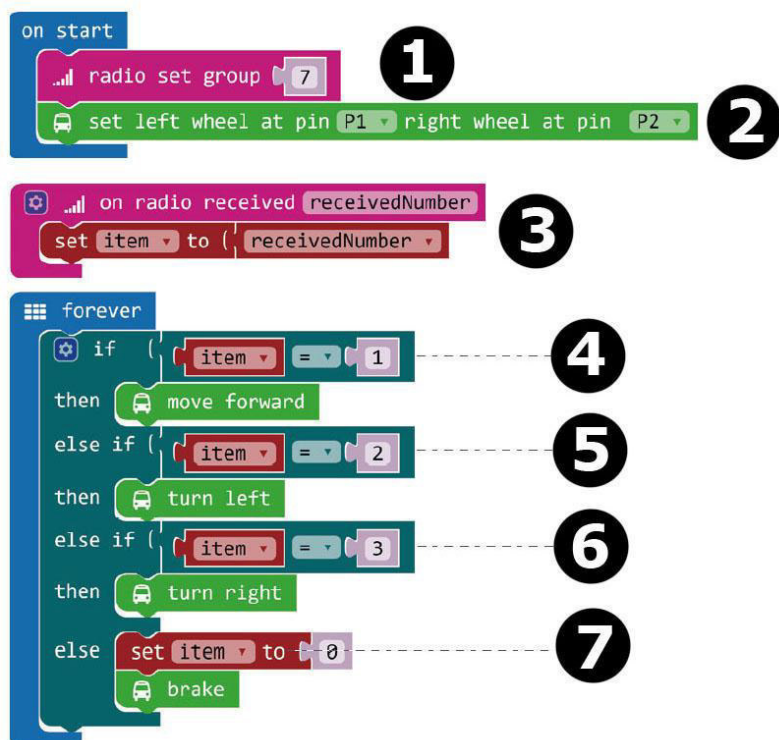 on start
radio set group 7
1
set left wheel at pin P1 right wheel at pin P2
2
on radio received receivedNumber
set item to ( receivedNumber
3
forever
if ( item = 1
4
then move forward
else if ( item = 2
5
then turn left
else if ( item = 3
6
then turn right
else set item to 0
7
brake